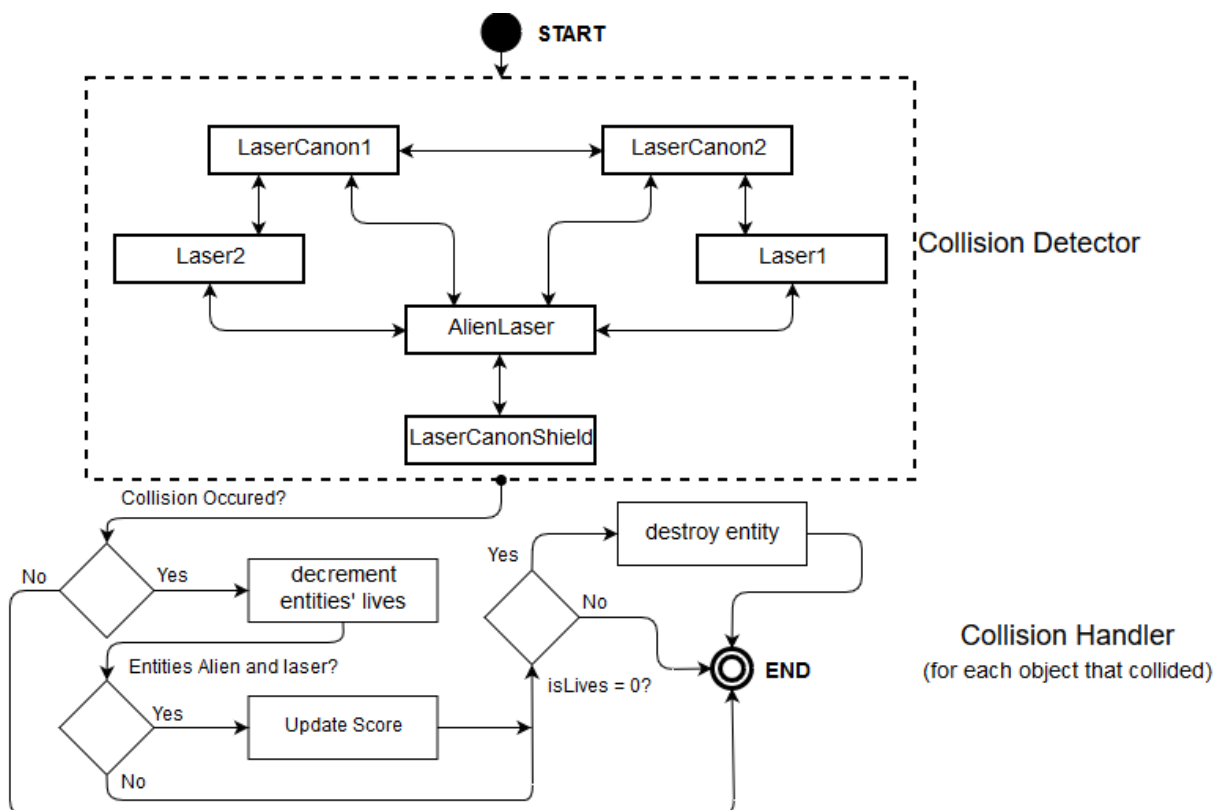 START
LaserCanon1
LaserCanon2
Laser2
Laser1
Collision Detector
AlienLaser
LaserCanonShield
Collision Occured?
destroy entity
Yes
No
Yes
decrement
entities' lives
No
Collision Handler
(for each object that collided)
Entities Alien and laser?
END
isLives = 0?
Yes
Update Score
No